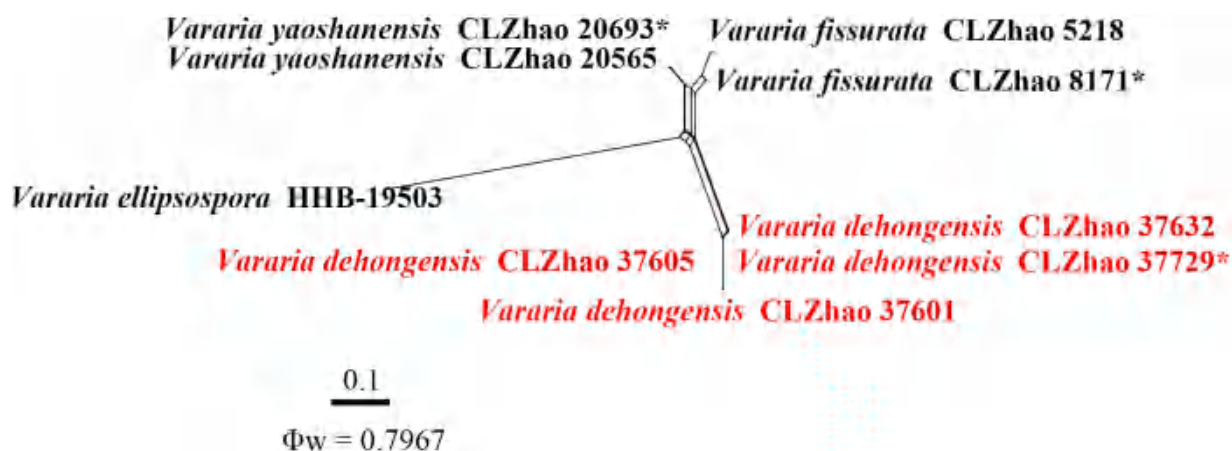 Vararia yaoshanensis CLZhao 20693*
Vararia fissurata CLZhao 5218
Vararia yaoshanensis CLZhao 20565
Vararia fissurata CLZhao 8171*
Vararia ellipsospora HHB-19503
Vararia dehongensis CLZhao 37632
Vararia dehongensis CLZhao 37605
Vararia dehongensis CLZhao 37729*
Vararia dehongensis CLZhao 37601
0.1
Φw = 0.7967